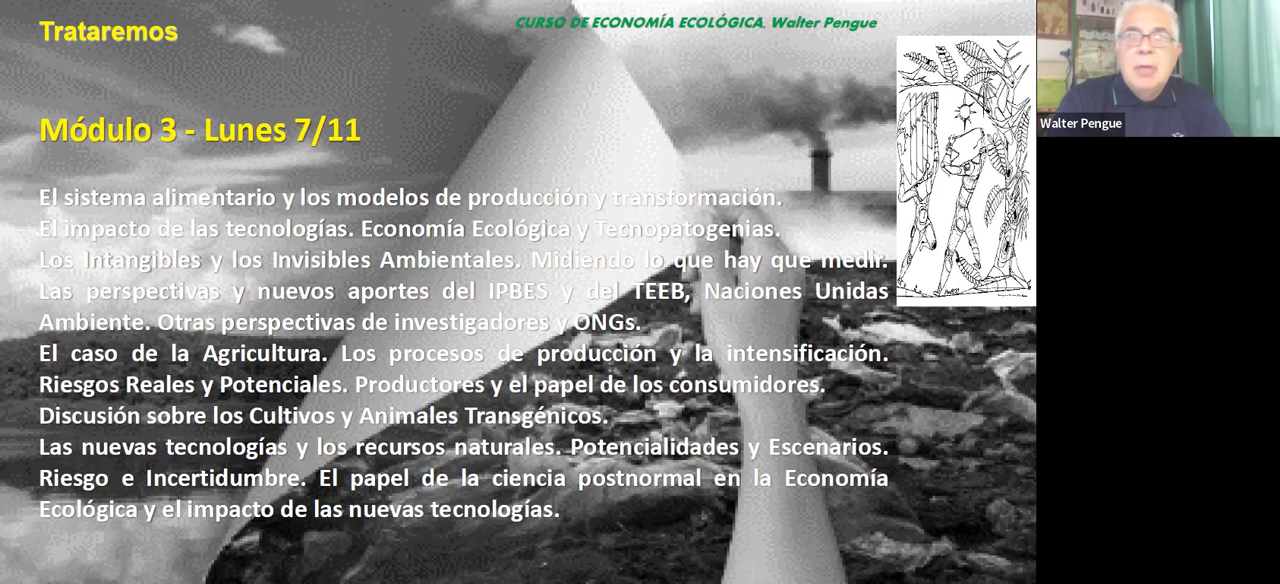 Trataremos
CURSO DE ECONOMÍA ECOLÓGICA, Walter Pengue
Módulo 3 - Lunes 7/11
El sistema alimentario y los modelos de producción y transformación.
El impacto de las tecnologías. Economía Ecológica y Tecnopatogenias.
Los Intangibles y los Invisibles Ambientales. Midiendo lo que hay que medir.
Las perspectivas y nuevos aportes del IPBES y del TEEB, Naciones Unidas
Ambiente. Otras perspectivas de investigadores y ONGs.
El caso de la Agricultura. Los procesos de producción y la intensificación.
Riesgos Reales y Potenciales. Productores y el papel de los consumidores.
Discusión sobre los Cultivos y Animales Transgénicos.
Las nuevas tecnologías y los recursos naturales. Potencialidades y Escenarios.
Riesgo e Incertidumbre. El papel de la ciencia postnormal en la Economía
Ecológica y el impacto de las nuevas tecnologías.
Walter Pengue